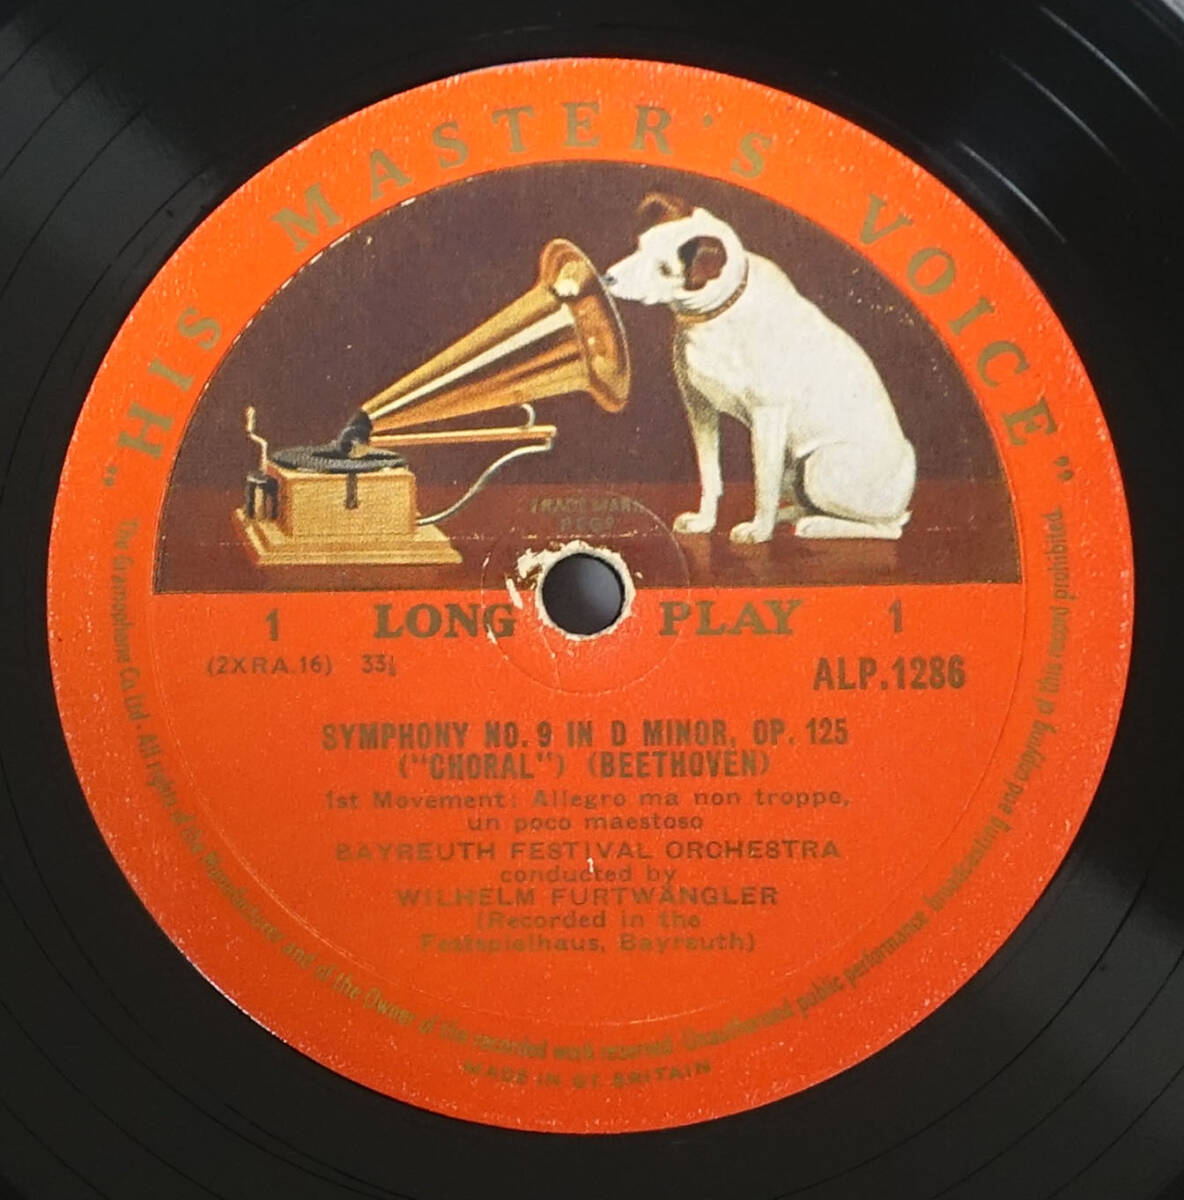 "HIS MASTER'S VOICE"
TRADE MARK
REGD
1 LONG PLAY 1
(2XRA.16) 33⅓ ALP.1286
SYMPHONY NO. 9 IN D MINOR, OP. 125
("CHORAL") (BEETHOVEN)
1st Movement: Allegro ma non troppo,
un poco maestoso
BAYREUTH FESTIVAL ORCHESTRA
conducted by
WILHELM FURTWÄNGLER
(Recorded in the
Festspielhaus, Bayreuth)
The Gramophone Co. Ltd. All rights of the Manufacturer and of the Owner of the recorded work reserved. Unauthorised public performance, broadcasting and copying of this record prohibited.
MADE IN GT. BRITAIN